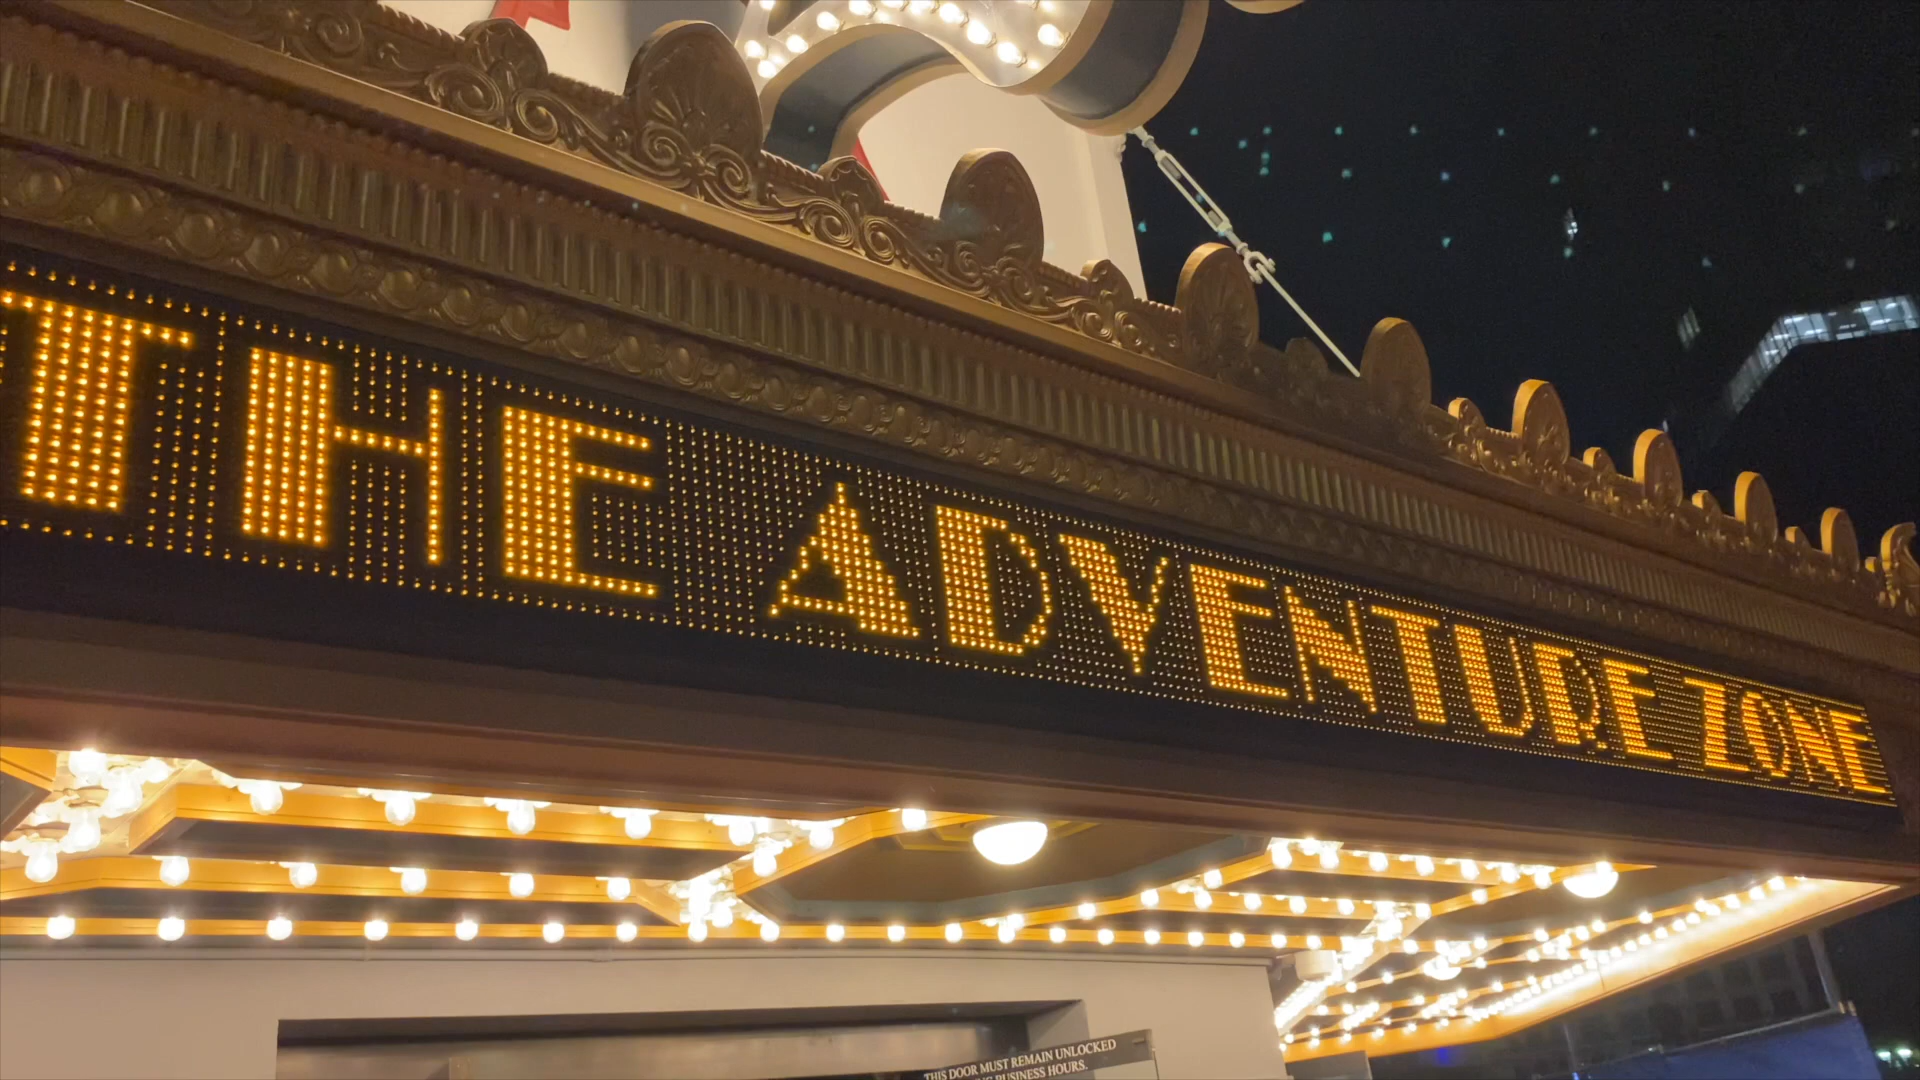 THE ADVENTURE ZONE
THIS DOOR MUST REMAIN UNLOCKED
BUSINESS HOURS.